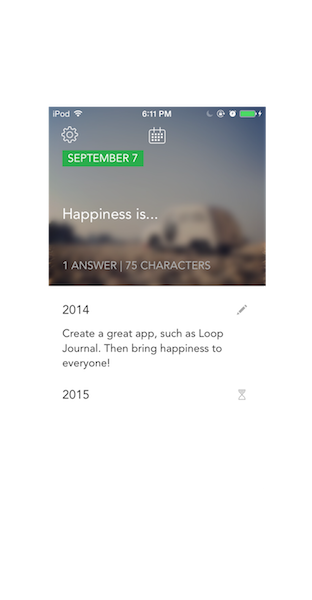 iPod 6:11 PM
SEPTEMBER 7
Happiness is...
1 ANSWER | 75 CHARACTERS
2014
Create a great app, such as Loop
Journal. Then bring happiness to
everyone!
2015